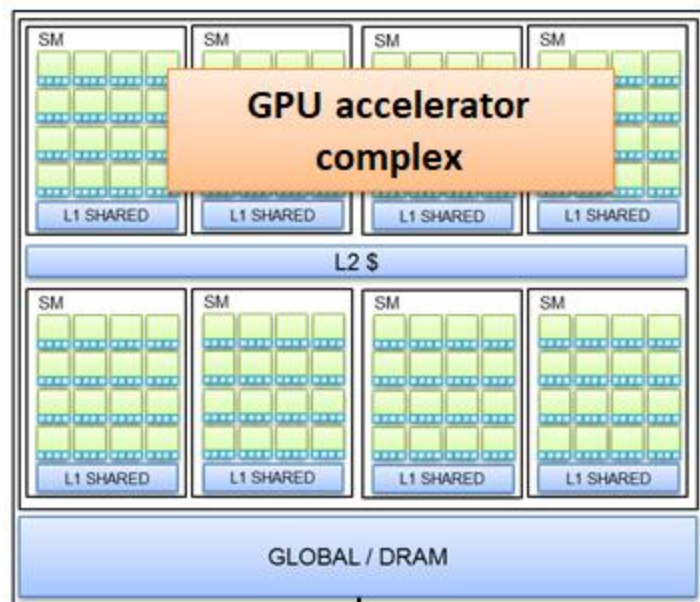 SM
SM
SM
SM
GPU accelerator
complex
L1 SHARED
L1 SHARED
L1 SHARED
L1 SHARED
L2 $
SM
SM
SM
SM
L1 SHARED
L1 SHARED
L1 SHARED
L1 SHARED
GLOBAL / DRAM